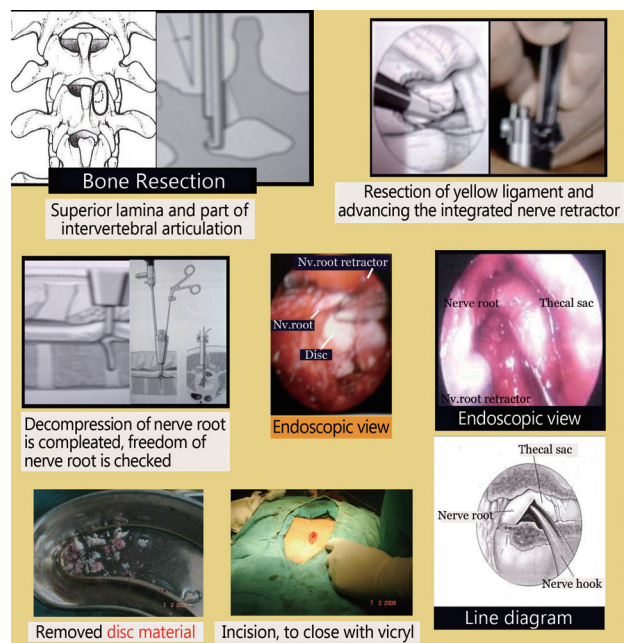 Bone Resection
Superior lamina and part of
intervertebral articulation
Resection of yellow ligament and
advancing the integrated nerve retractor
Decompression of nerve root
is compleated, freedom of
nerve root is checked
Nv.root retractor
Nv.root
Disc
Endoscopic view
Nerve root
Thecal sac
Nv.root retractor
Endoscopic view
Thecal sac
Nerve root
Nerve hook
Line diagram
Removed disc material
7 2 2008
Incision, to close with vicryl